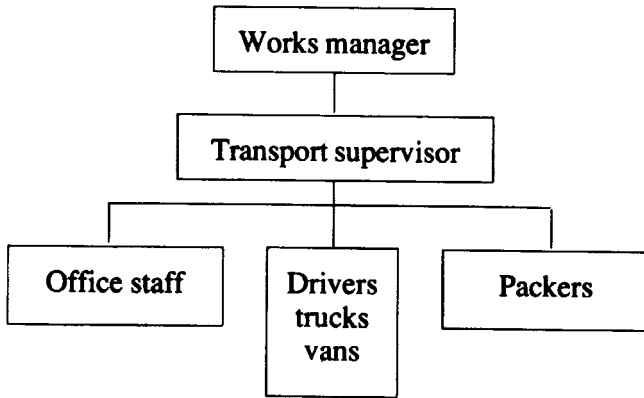 Works manager
Transport supervisor
Office staff
Drivers
trucks
vans
Packers